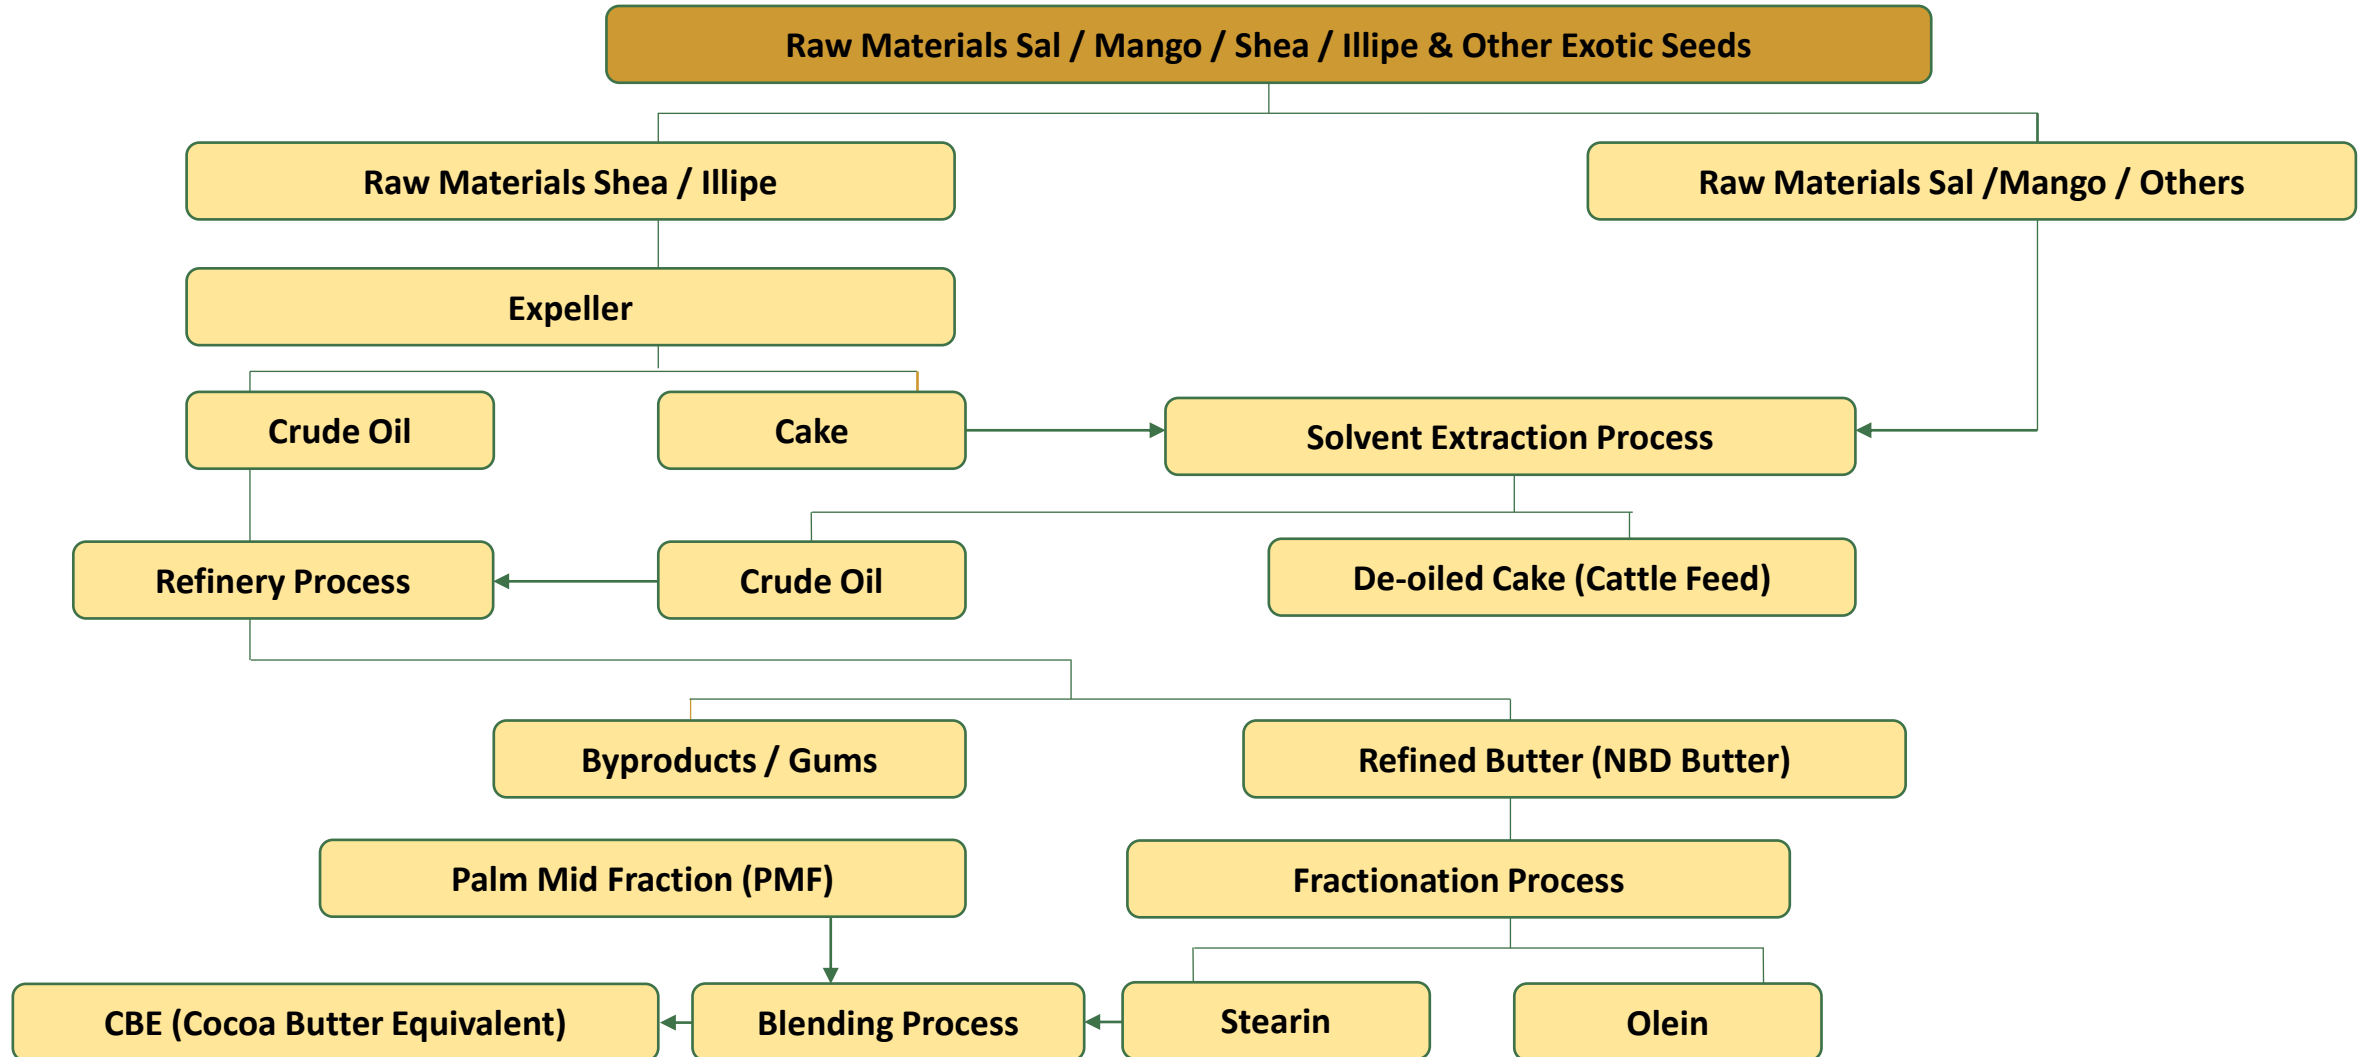 Raw Materials Sal / Mango / Shea / Illipe & Other Exotic Seeds
Raw Materials Shea / Illipe
Raw Materials Sal /Mango / Others
Expeller
Crude Oil
Cake
Solvent Extraction Process
Refinery Process
Crude Oil
De-oiled Cake (Cattle Feed)
Byproducts / Gums
Refined Butter (NBD Butter)
Palm Mid Fraction (PMF)
Fractionation Process
CBE (Cocoa Butter Equivalent)
Blending Process
Stearin
Olein